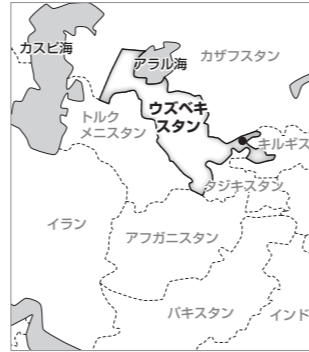 カスピ海
アラル海
カザフスタン
ウズベキ
スタン
トルク
メニスタン
キルギス
タジキスタン
イラン
アフガニスタン
パキスタン
インド